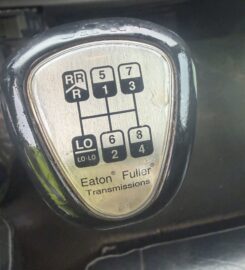 RR 5 7
R 1 3
LO 6 8
LO-LO 2 4
Eaton® Fuller®
Transmissions